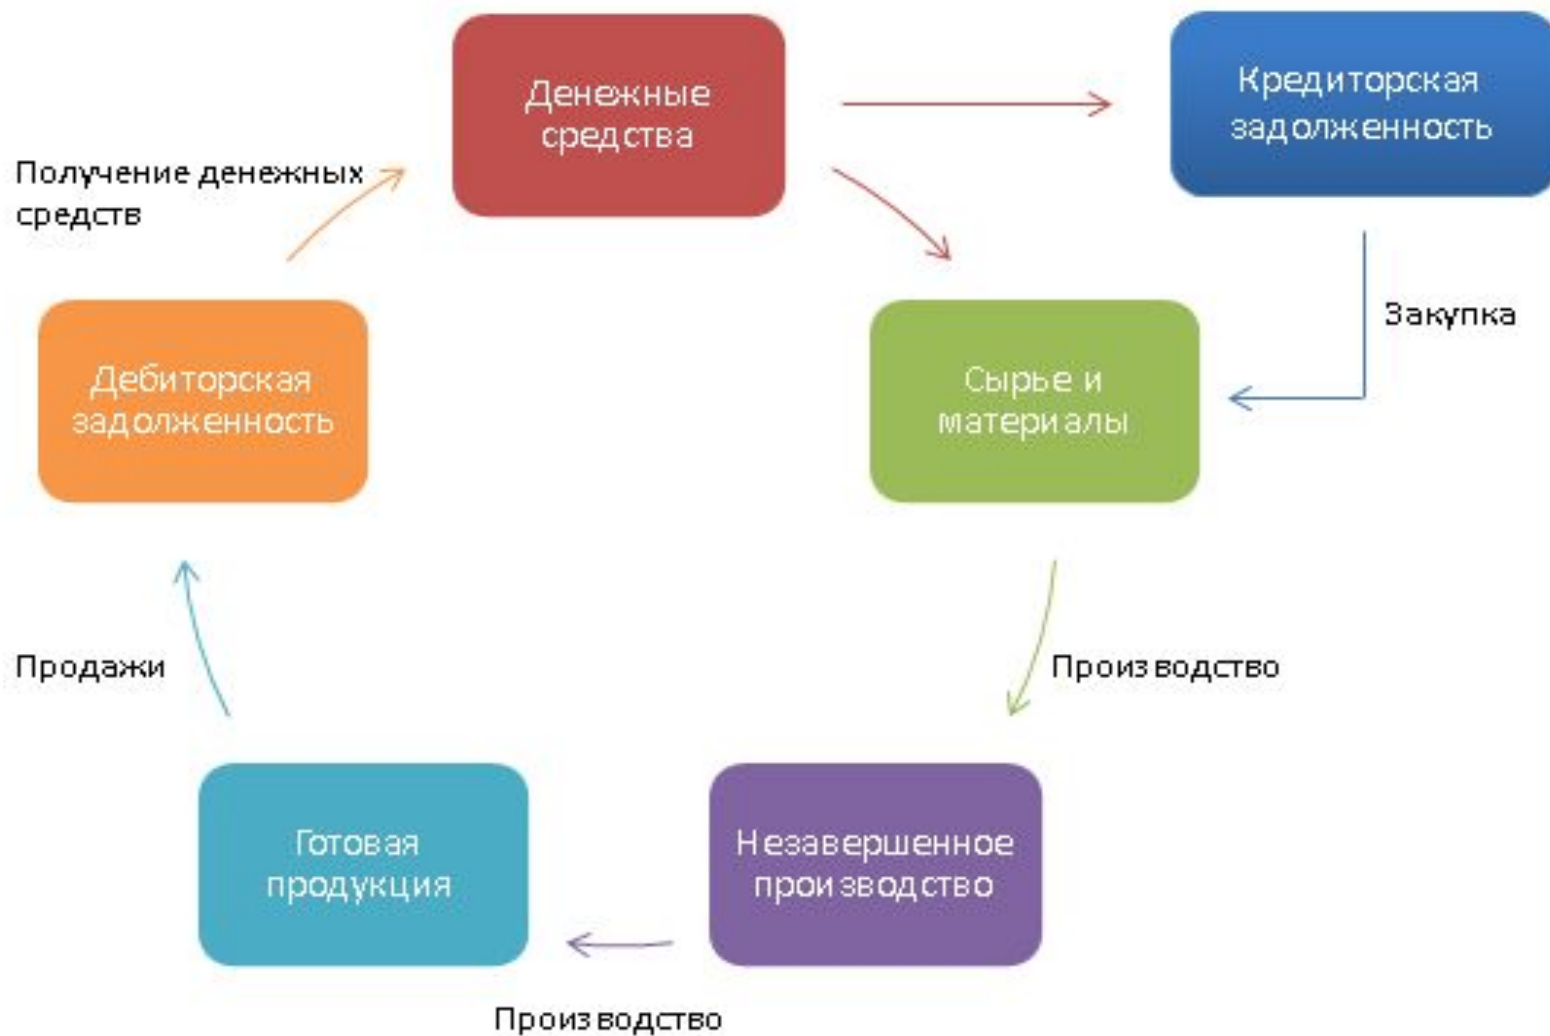 Денежные
средства
Кредиторская
задолженность
Получение денежных
средств
Закупка
Дебиторская
задолженность
Сырье и
материалы
Продажи
Производство
Готовая
продукция
Незавершенное
производство
Производство